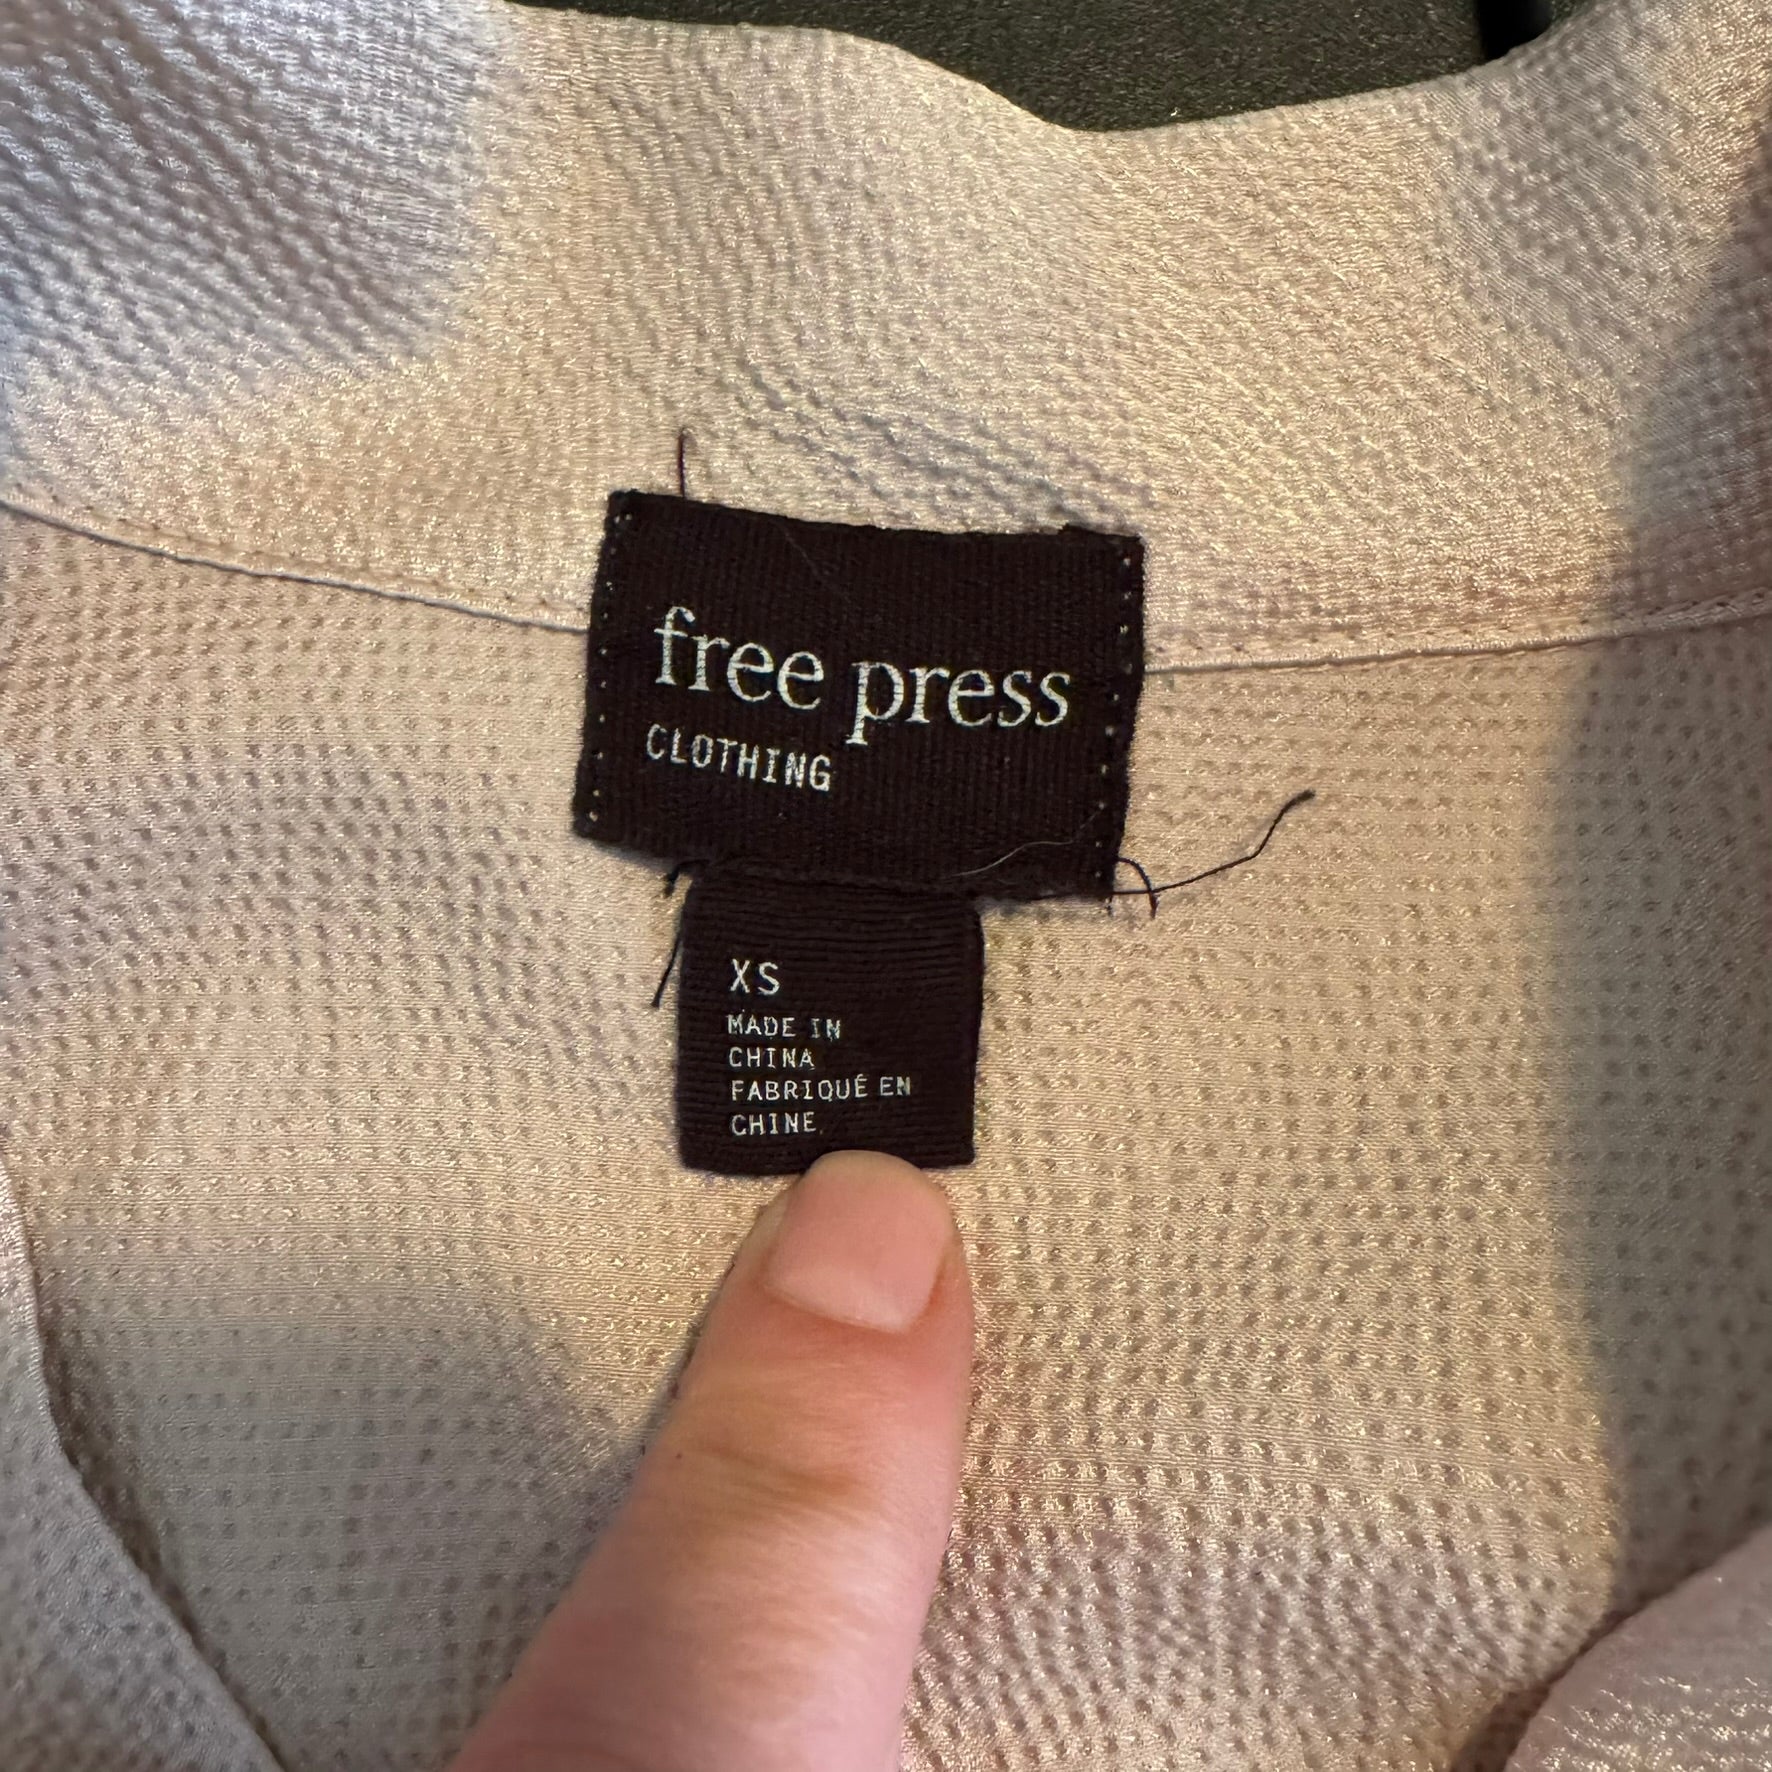 free press
CLOTHING
XS
MADE IN
CHINA
FABRIQUÉ EN
CHINE